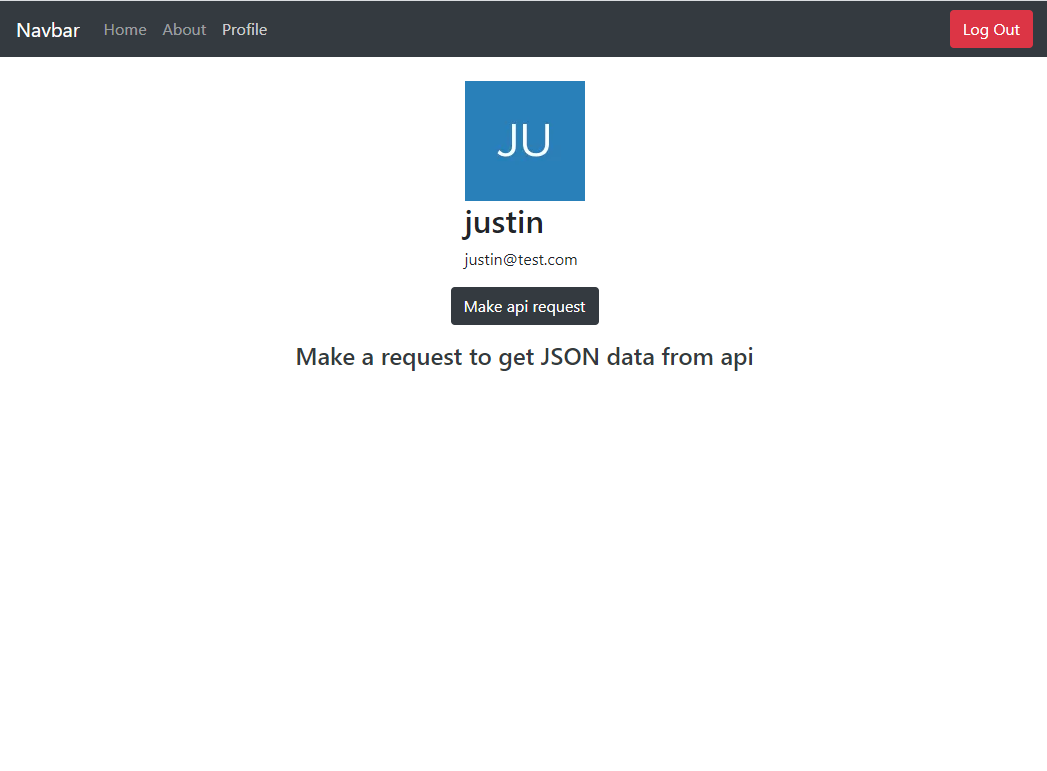 Navbar Home About Profile Log Out
JU
justin
justin@test.com
Make api request
Make a request to get JSON data from api